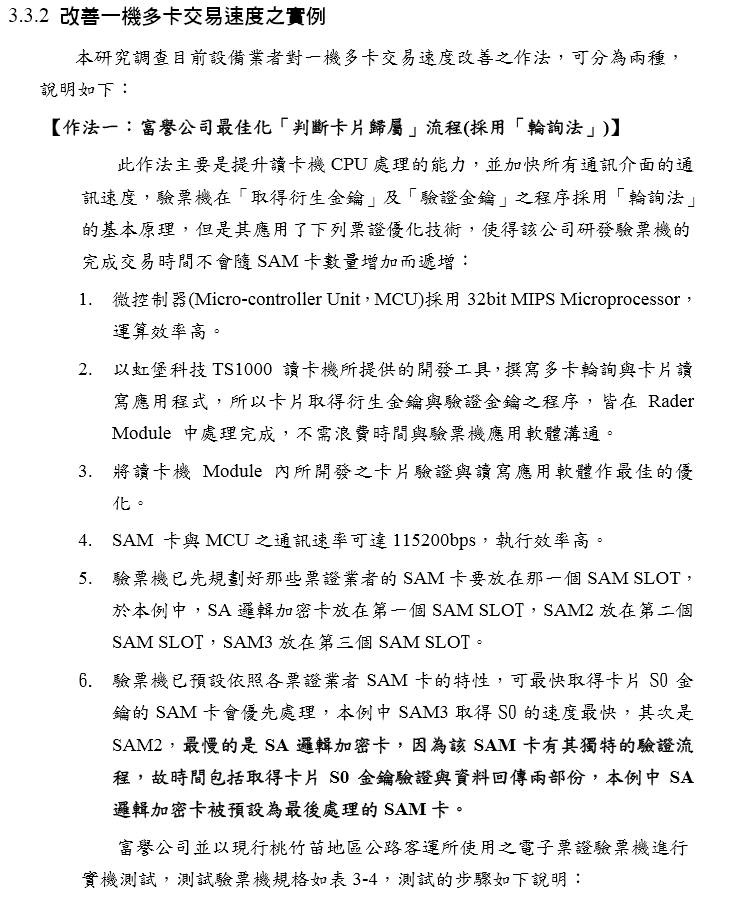 3.3.2 改善一機多卡交易速度之實例
本研究調查目前設備業者對一機多卡交易速度改善之作法，可分為兩種，
說明如下：
【作法一：富譽公司最佳化「判斷卡片歸屬」流程(採用「輪詢法」)】
此作法主要是提升讀卡機 CPU 處理的能力，並加快所有通訊介面的通
訊速度，驗票機在「取得衍生金鑰」及「驗證金鑰」之程序採用「輪詢法」
的基本原理，但是其應用了下列票證優化技術，使得該公司研發驗票機的
完成交易時間不會隨 SAM 卡數量增加而遞增：
1. 微控制器(Micro-controller Unit，MCU)採用 32bit MIPS Microprocessor，
運算效率高。
2. 以虹堡科技 TS1000 讀卡機所提供的開發工具，撰寫多卡輪詢與卡片讀
寫應用程式，所以卡片取得衍生金鑰與驗證金鑰之程序，皆在 Rader
Module 中處理完成，不需浪費時間與驗票機應用軟體溝通。
3. 將讀卡機 Module 內所開發之卡片驗證與讀寫應用軟體作最佳的優
化。
4. SAM 卡與 MCU 之通訊速率可達 115200bps，執行效率高。
5. 驗票機已先規劃好那些票證業者的 SAM 卡要放在那一個 SAM SLOT，
於本例中，SA 邏輯加密卡放在第一個 SAM SLOT，SAM2 放在第二個
SAM SLOT，SAM3 放在第三個 SAM SLOT。
6. 驗票機已預設依照各票證業者 SAM 卡的特性，可最快取得卡片 S0 金
鑰的 SAM 卡會優先處理，本例中 SAM3 取得 S0 的速度最快，其次是
SAM2，最慢的是 SA 邏輯加密卡，因為該 SAM 卡有其獨特的驗證流
程，故時間包括取得卡片 S0 金鑰驗證與資料回傳兩部份，本例中 SA
邏輯加密卡被預設為最後處理的 SAM 卡。
富譽公司並以現行桃竹苗地區公路客運所使用之電子票證驗票機進行
實機測試，測試驗票機規格如表 3-4，測試的步驟如下說明：